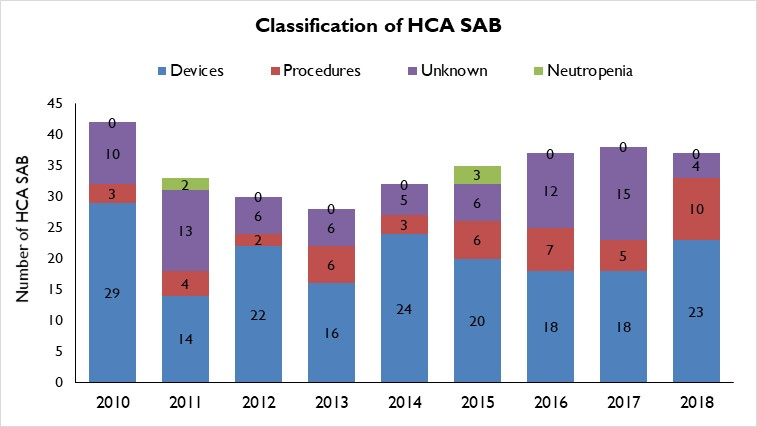 Classification of HCA SAB
Devices Procedures Unknown Neutropenia
Number of HCA SAB
45
40
35
30
25
20
15
10
5
0
0 10 3 29
2 13 4 14
0 6 2 22
0 6 6 16
0 5 3 24
3 6 6 20
0 12 7 18
0 15 5 18
0 4 10 23
2010 2011 2012 2013 2014 2015 2016 2017 2018